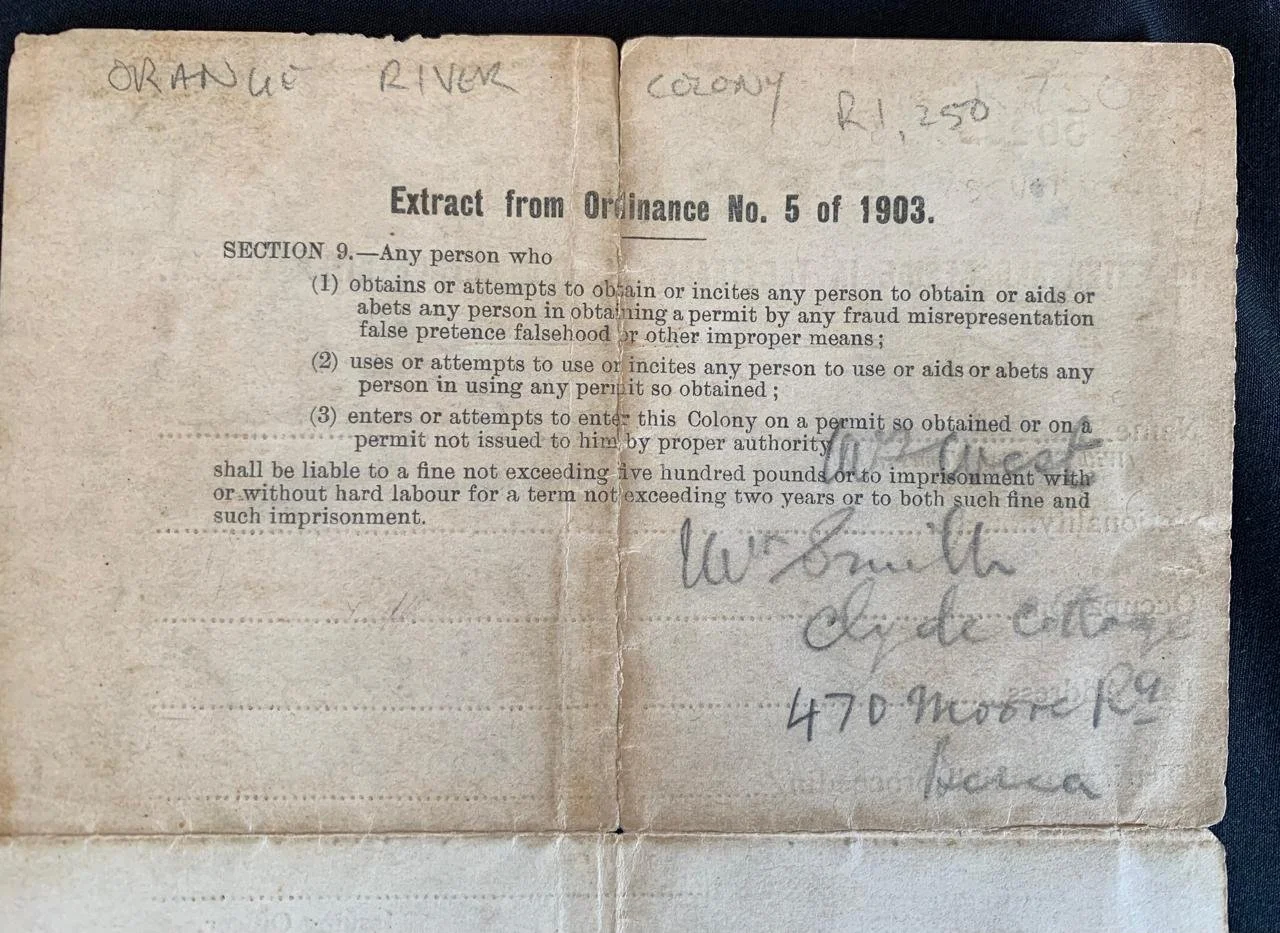 ORANGE RIVER COLONY
R1,250
Extract from Ordinance No. 5 of 1903.
SECTION 9.—Any person who
(1) obtains or attempts to obtain or incites any person to obtain or aids or
abets any person in obtaining a permit by any fraud misrepresentation
false pretence falsehood or other improper means;
(2) uses or attempts to use or incites any person to use or aids or abets any
person in using any permit so obtained;
(3) enters or attempts to enter this Colony on a permit so obtained or on a
permit not issued to him by proper authority
West
shall be liable to a fine not exceeding five hundred pounds or to imprisonment with
or without hard labour for a term not exceeding two years or to both such fine and
such imprisonment.
Smith
Clyde Cottage
470 Moore Rd
Berea